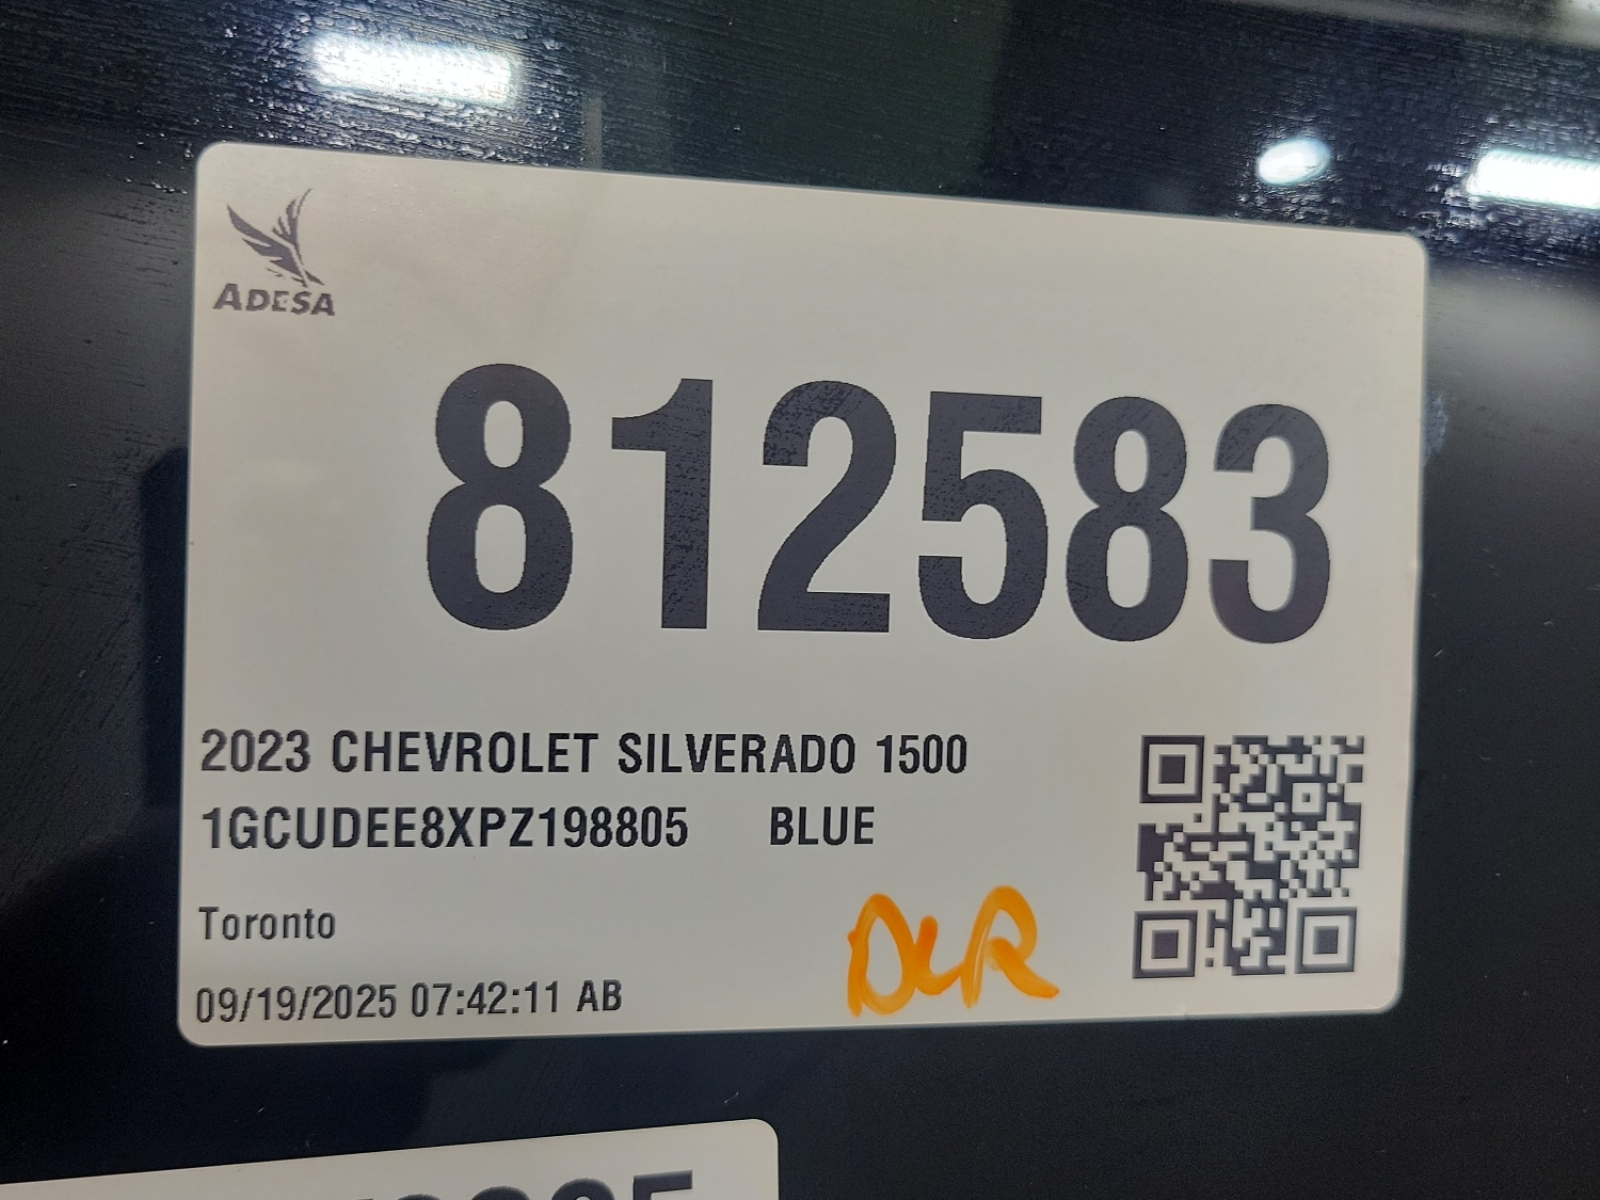 ADESA
812583
2023 CHEVROLET SILVERADO 1500
1GCUDEE8XPZ198805 BLUE
Toronto
DLR
09/19/2025 07:42:11 AB